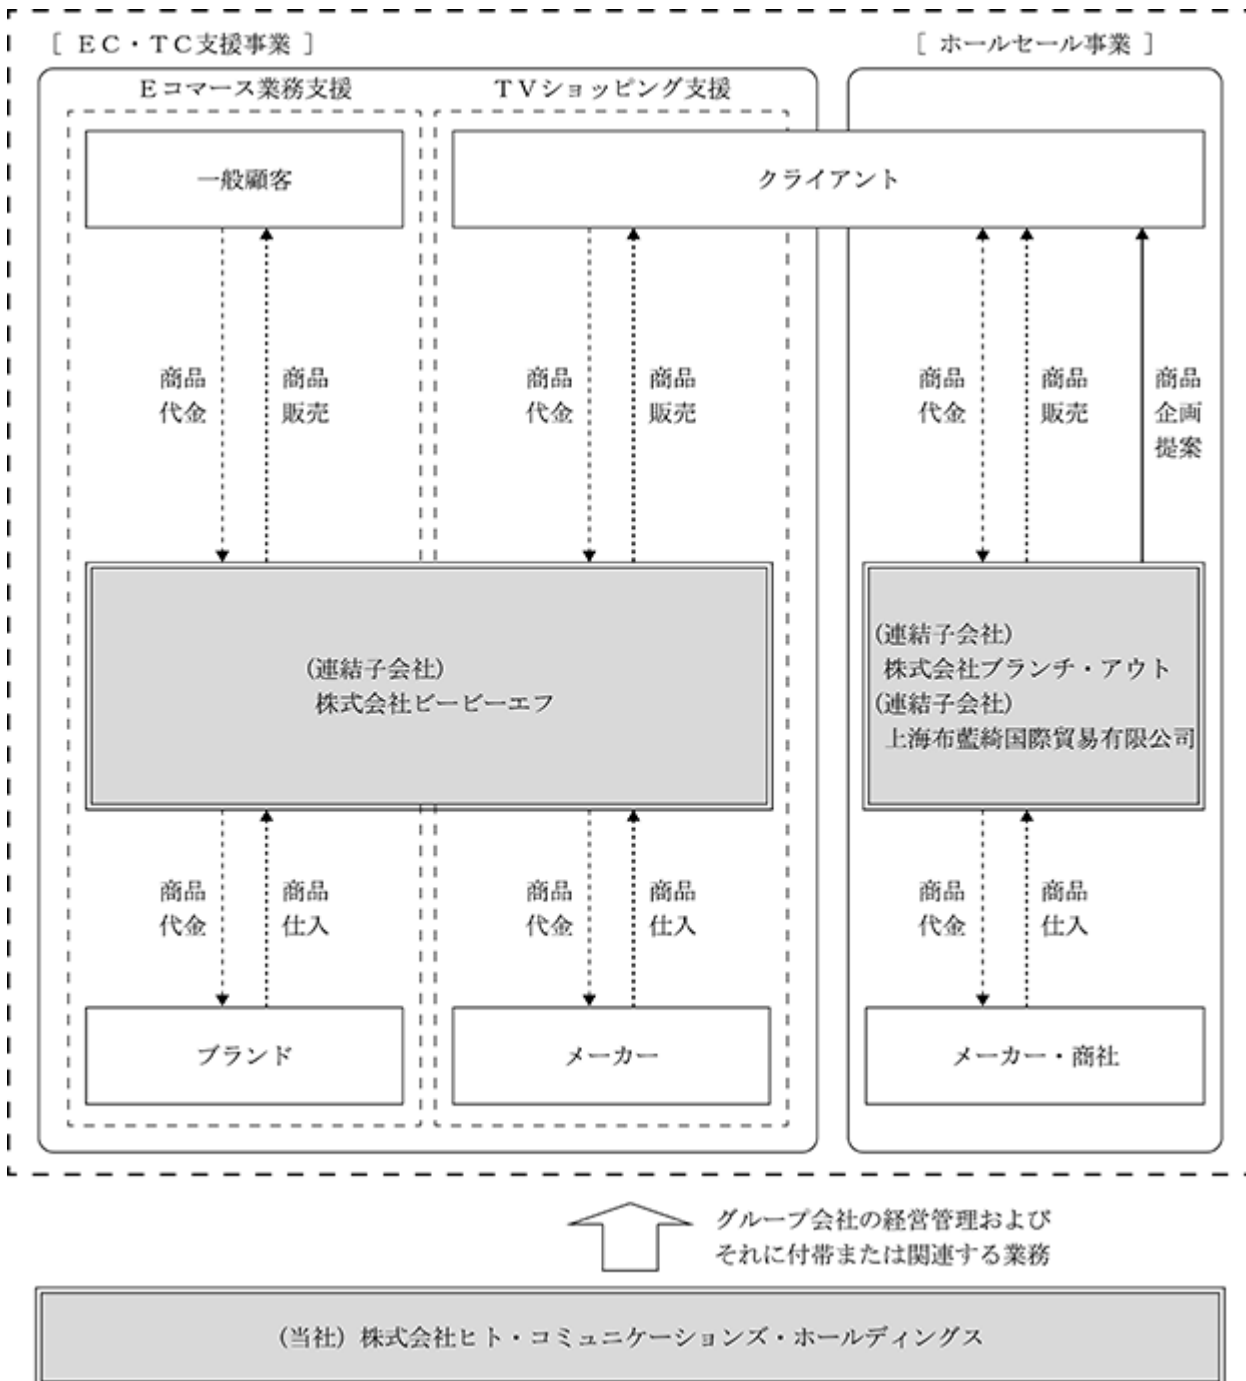 ［ ＥＣ・ＴＣ支援事業 ］
［ ホールセール事業 ］
Ｅコマース業務支援
ＴＶショッピング支援
一般顧客
クライアント
商品
代金
商品
販売
商品
代金
商品
販売
商品
代金
商品
販売
商品
企画
提案
(連結子会社)
株式会社ビービーエフ
(連結子会社)
株式会社ブランチ・アウト
(連結子会社)
上海布藍綺国際貿易有限公司
商品
代金
商品
仕入
商品
代金
商品
仕入
商品
代金
商品
仕入
ブランド
メーカー
メーカー・商社
グループ会社の経営管理および
それに付帯または関連する業務
(当社) 株式会社ヒト・コミュニケーションズ・ホールディングス